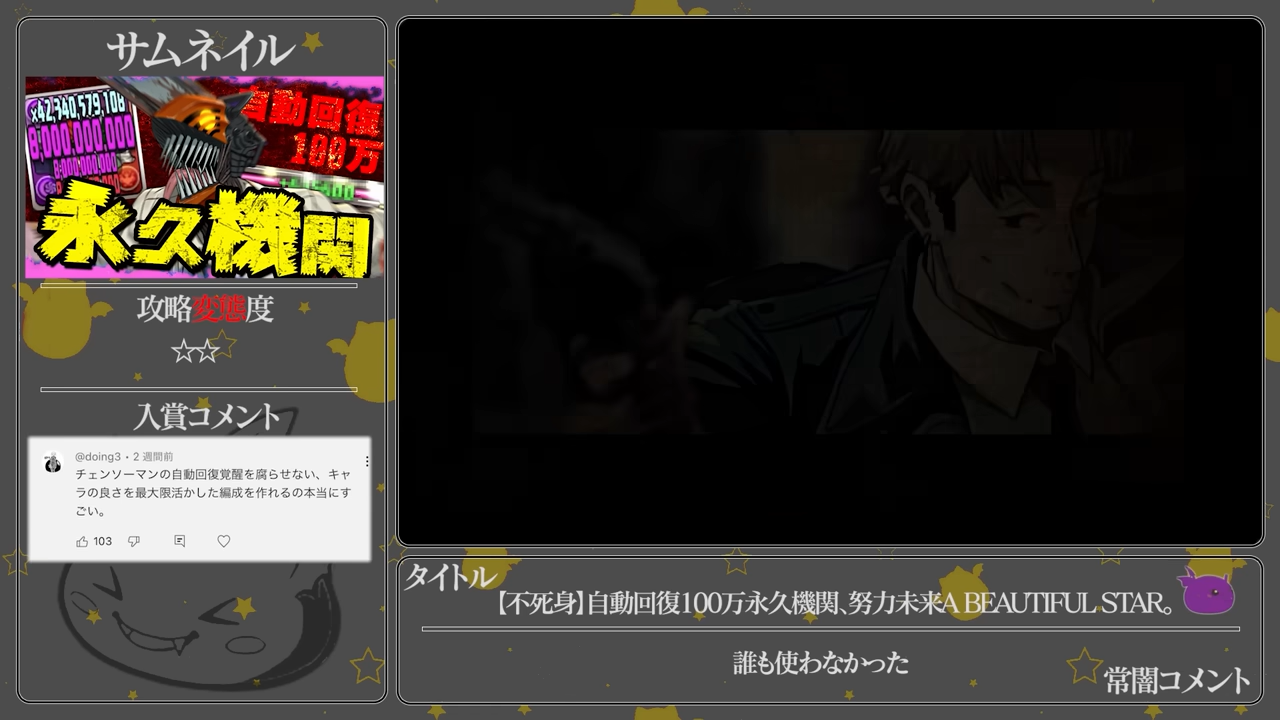 サムネイル
×42,340,579,106
8,000,000,000
8,000,000,000
自動回復
100万
永久機関
攻略変態度
☆☆
入賞コメント
@doing3・2 週間前
チェンソーマンの自動回復覚醒を腐らせない、キャ
ラの良さを最大限活かした編成を作れるの本当にす
ごい。
103
タイトル
【不死身】自動回復100万永久機関、努力未来A BEAUTIFUL STAR。
誰も使わなかった
常闇コメント